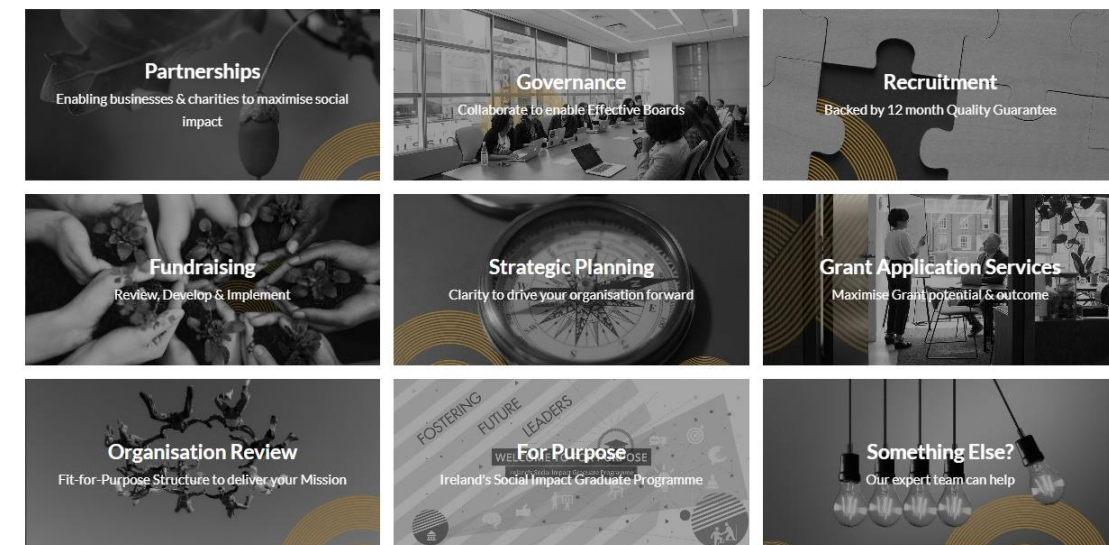 Partnerships
Enabling businesses & charities to maximise social
impact
Governance
Collaborate to enable Effective Boards
Recruitment
Backed by 12 month Quality Guarantee
Fundraising
Review, Develop & Implement
Strategic Planning
Clarity to drive your organisation forward
Grant Application Services
Maximise Grant potential & outcome
Organisation Review
Fit-for-Purpose Structure to deliver your Mission
FOSTERING
FUTURE
LEADERS
For Purpose
Ireland's Social Impact Graduate Programme
Something Else?
Our expert team can help